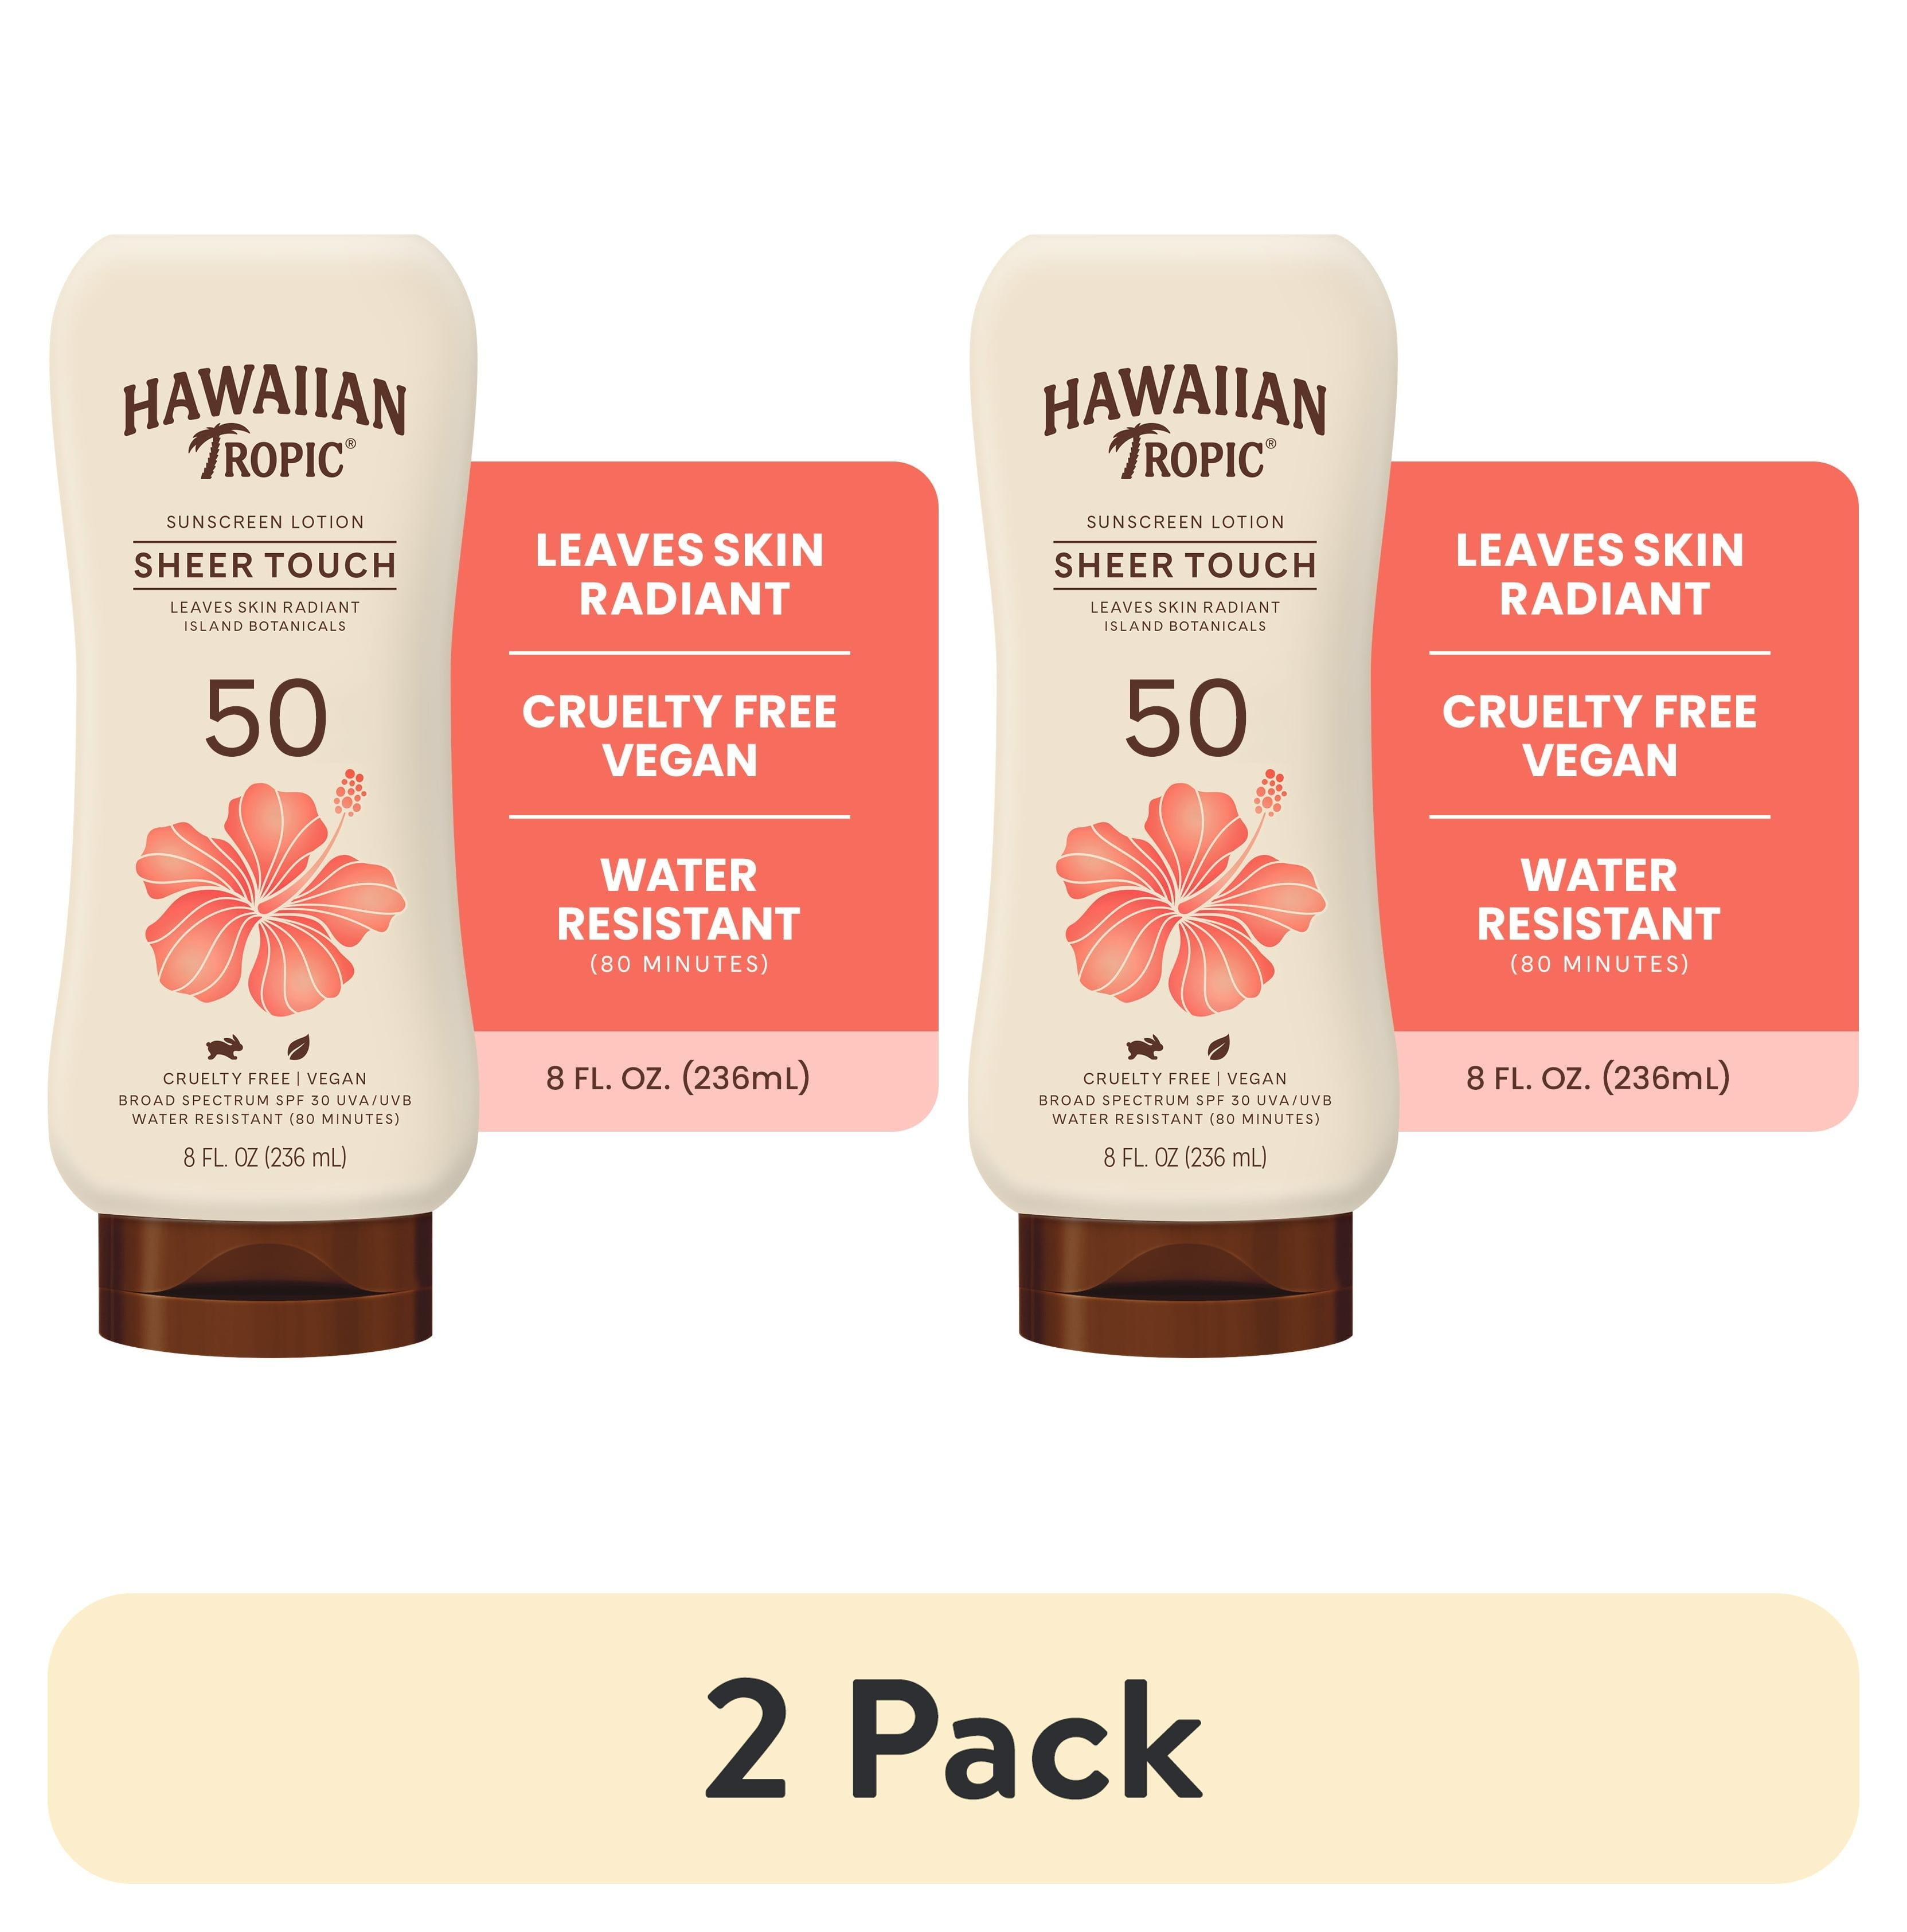 HAWAIIAN
TROPIC®
SUNSCREEN LOTION
SHEER TOUCH
LEAVES SKIN RADIANT
ISLAND BOTANICALS
50
CRUELTY FREE | VEGAN
BROAD SPECTRUM SPF 30 UVA/UVB
WATER RESISTANT (80 MINUTES)
8 FL. OZ (236 mL)
LEAVES SKIN
RADIANT
CRUELTY FREE
VEGAN
WATER
RESISTANT
(80 MINUTES)
8 FL. OZ. (236mL)
HAWAIIAN
TROPIC®
SUNSCREEN LOTION
SHEER TOUCH
LEAVES SKIN RADIANT
ISLAND BOTANICALS
50
CRUELTY FREE | VEGAN
BROAD SPECTRUM SPF 30 UVA/UVB
WATER RESISTANT (80 MINUTES)
8 FL. OZ (236 mL)
LEAVES SKIN
RADIANT
CRUELTY FREE
VEGAN
WATER
RESISTANT
(80 MINUTES)
8 FL. OZ. (236mL)
2 Pack